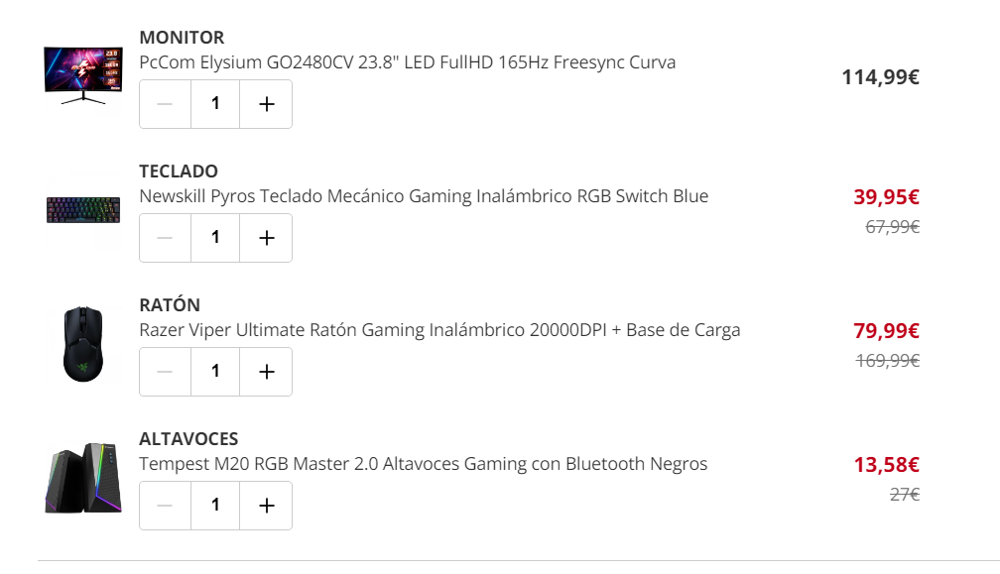 MONITOR
PcCom Elysium GO2480CV 23.8" LED FullHD 165Hz Freesync Curva
114,99€
1
TECLADO
Newskill Pyros Teclado Mecánico Gaming Inalámbrico RGB Switch Blue
39,95€
67,99€
1
RATÓN
Razer Viper Ultimate Ratón Gaming Inalámbrico 20000DPI + Base de Carga
79,99€
169,99€
1
ALTAVOCES
Tempest M20 RGB Master 2.0 Altavoces Gaming con Bluetooth Negros
13,58€
27€
1